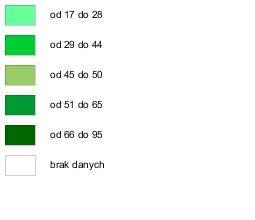 od 17 do 28
od 29 do 44
od 45 do 50
od 51 do 65
od 66 do 95
brak danych